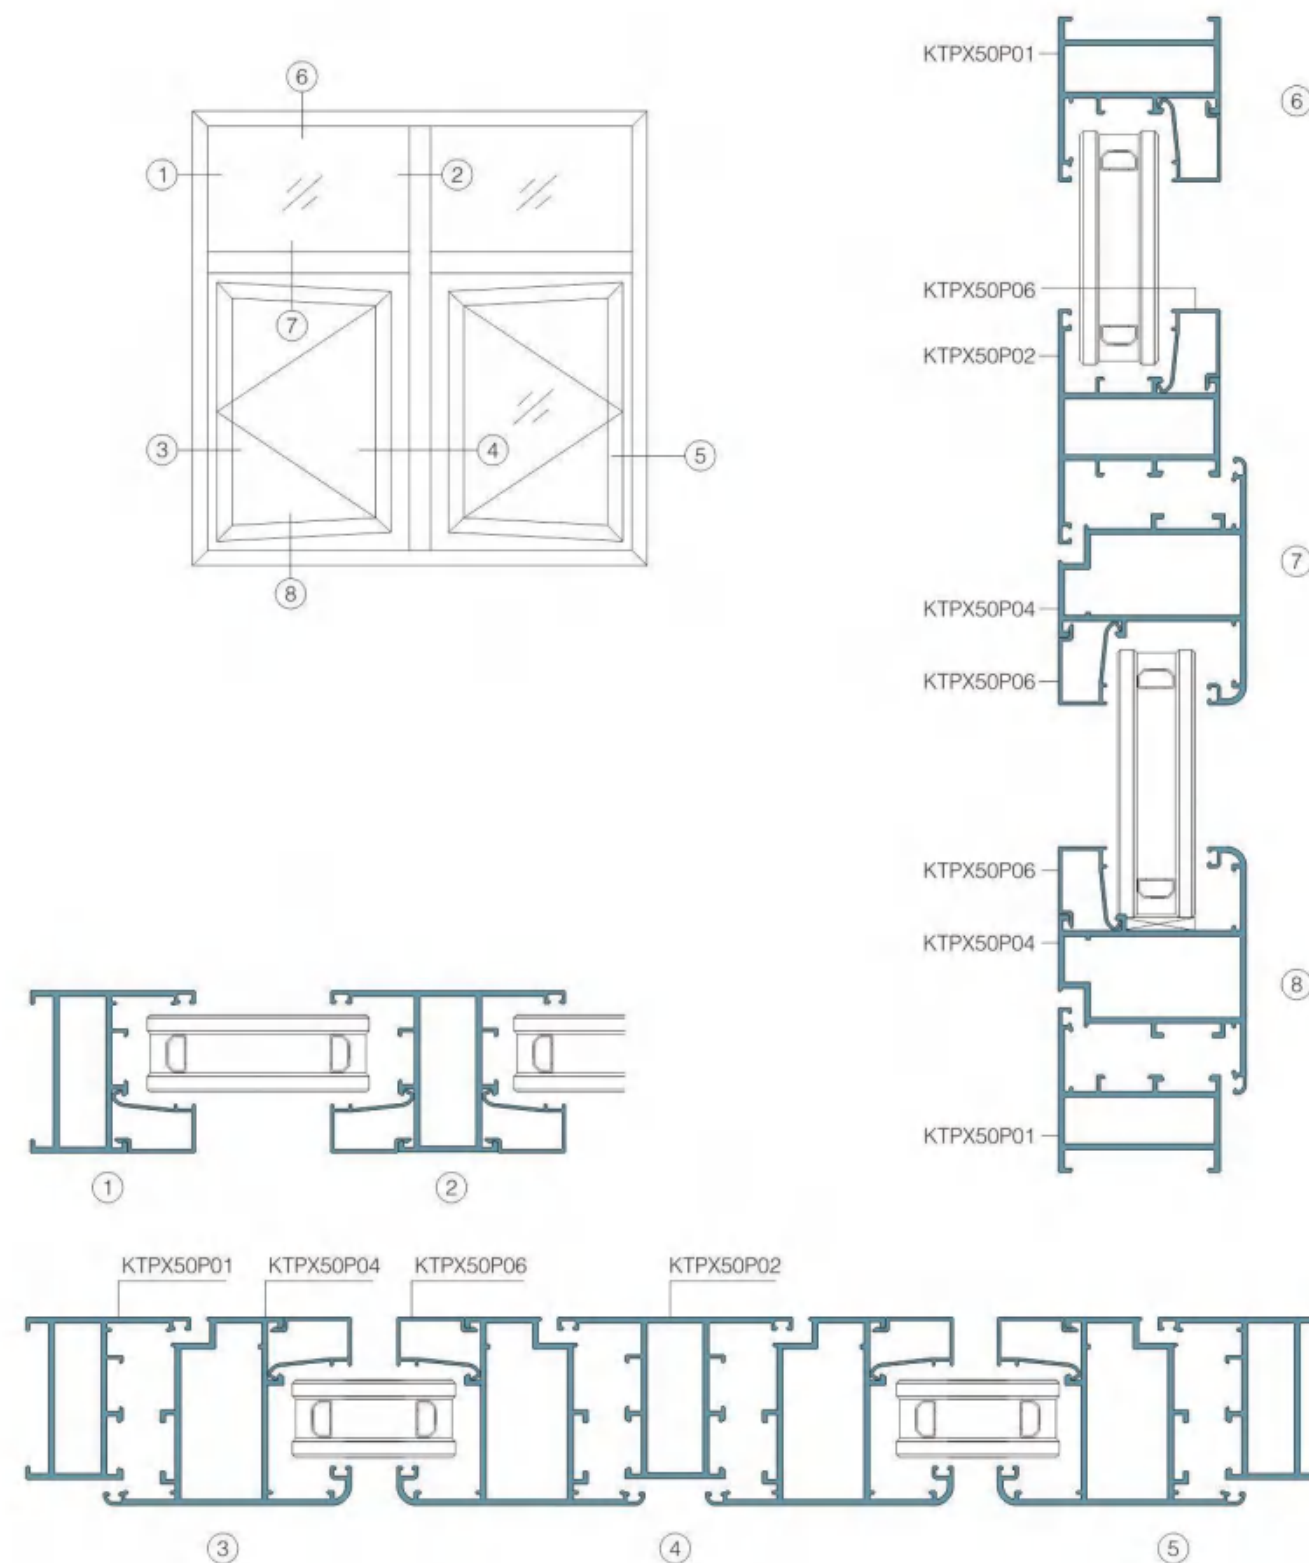 KTPX50P01
⑥
⑥
①
②
KTPX50P06
⑦
KTPX50P02
③
④
⑤
⑦
⑧
KTPX50P04
KTPX50P06
KTPX50P06
KTPX50P04
⑧
KTPX50P01
①
②
KTPX50P01 KTPX50P04 KTPX50P06 KTPX50P02
③
④
⑤